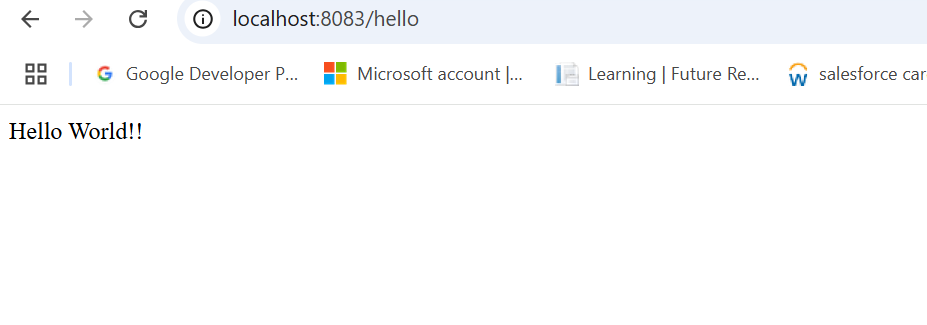 localhost:8083/hello
Google Developer P... Microsoft account |... Learning | Future Re... salesforce car
Hello World!!